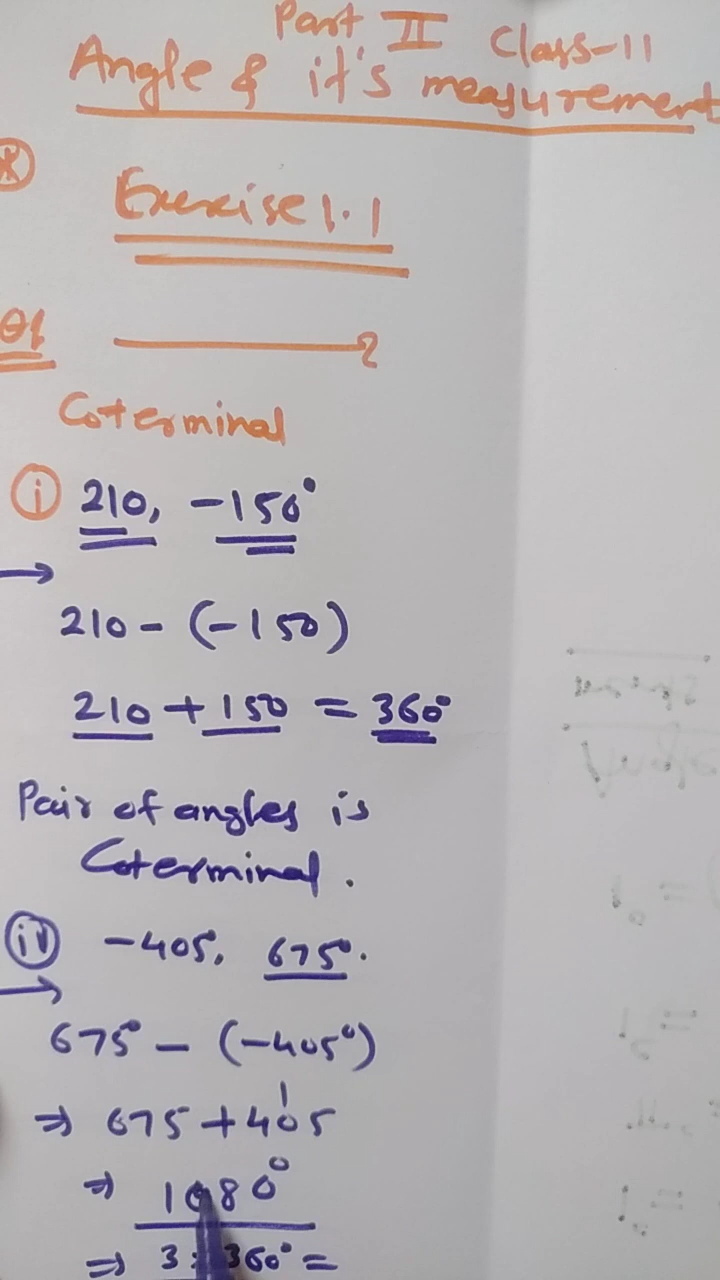 Part II Class-11
Angle & it's measurement
Exercise 1.1
Q1
Coterminal
(i) 210, -150°
→
210 - (-150)
210 + 150 = 360°
Pair of angles is
Coterminal.
(iv) -405, 675°.
→
675° - (-405°)
⇒ 675 + 405
⇒ 1080°
⇒ 3 360° =